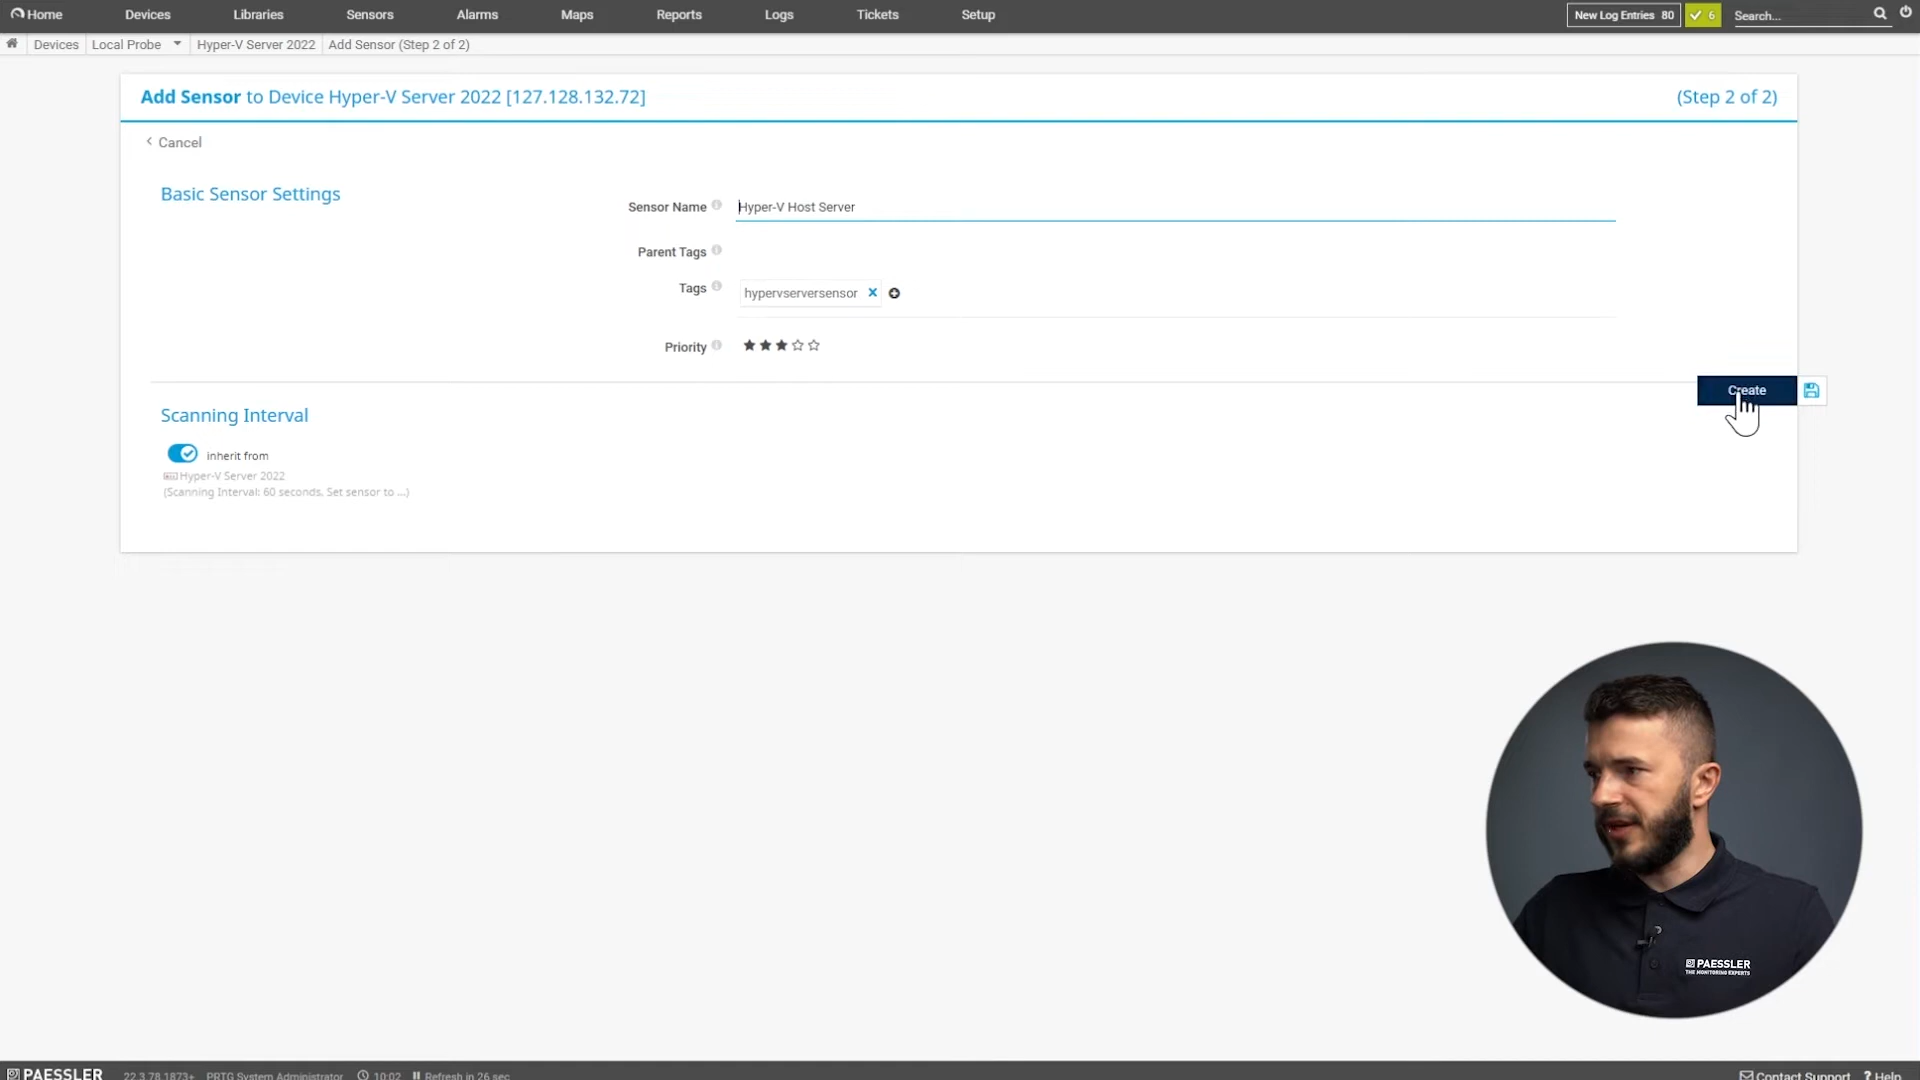 Home Devices Libraries Sensors Alarms Maps Reports Logs Tickets Setup New Log Entries 80 6 Search...
Devices Local Probe Hyper-V Server 2022 Add Sensor (Step 2 of 2)
Add Sensor to Device Hyper-V Server 2022 [127.128.132.72] (Step 2 of 2)
Cancel
Basic Sensor Settings
Sensor Name Hyper-V Host Server
Parent Tags
Tags hypervserversensor
Priority
Create
Scanning Interval
inherit from
Hyper-V Server 2022
(Scanning Interval: 60 seconds, Set sensor to ...)
PAESSLER
THE MONITORING EXPERTS
PAESSLER 22.3.78.1873+ PRTG System Administrator 10:02 Refresh in 26 sec Contact Support ? Help